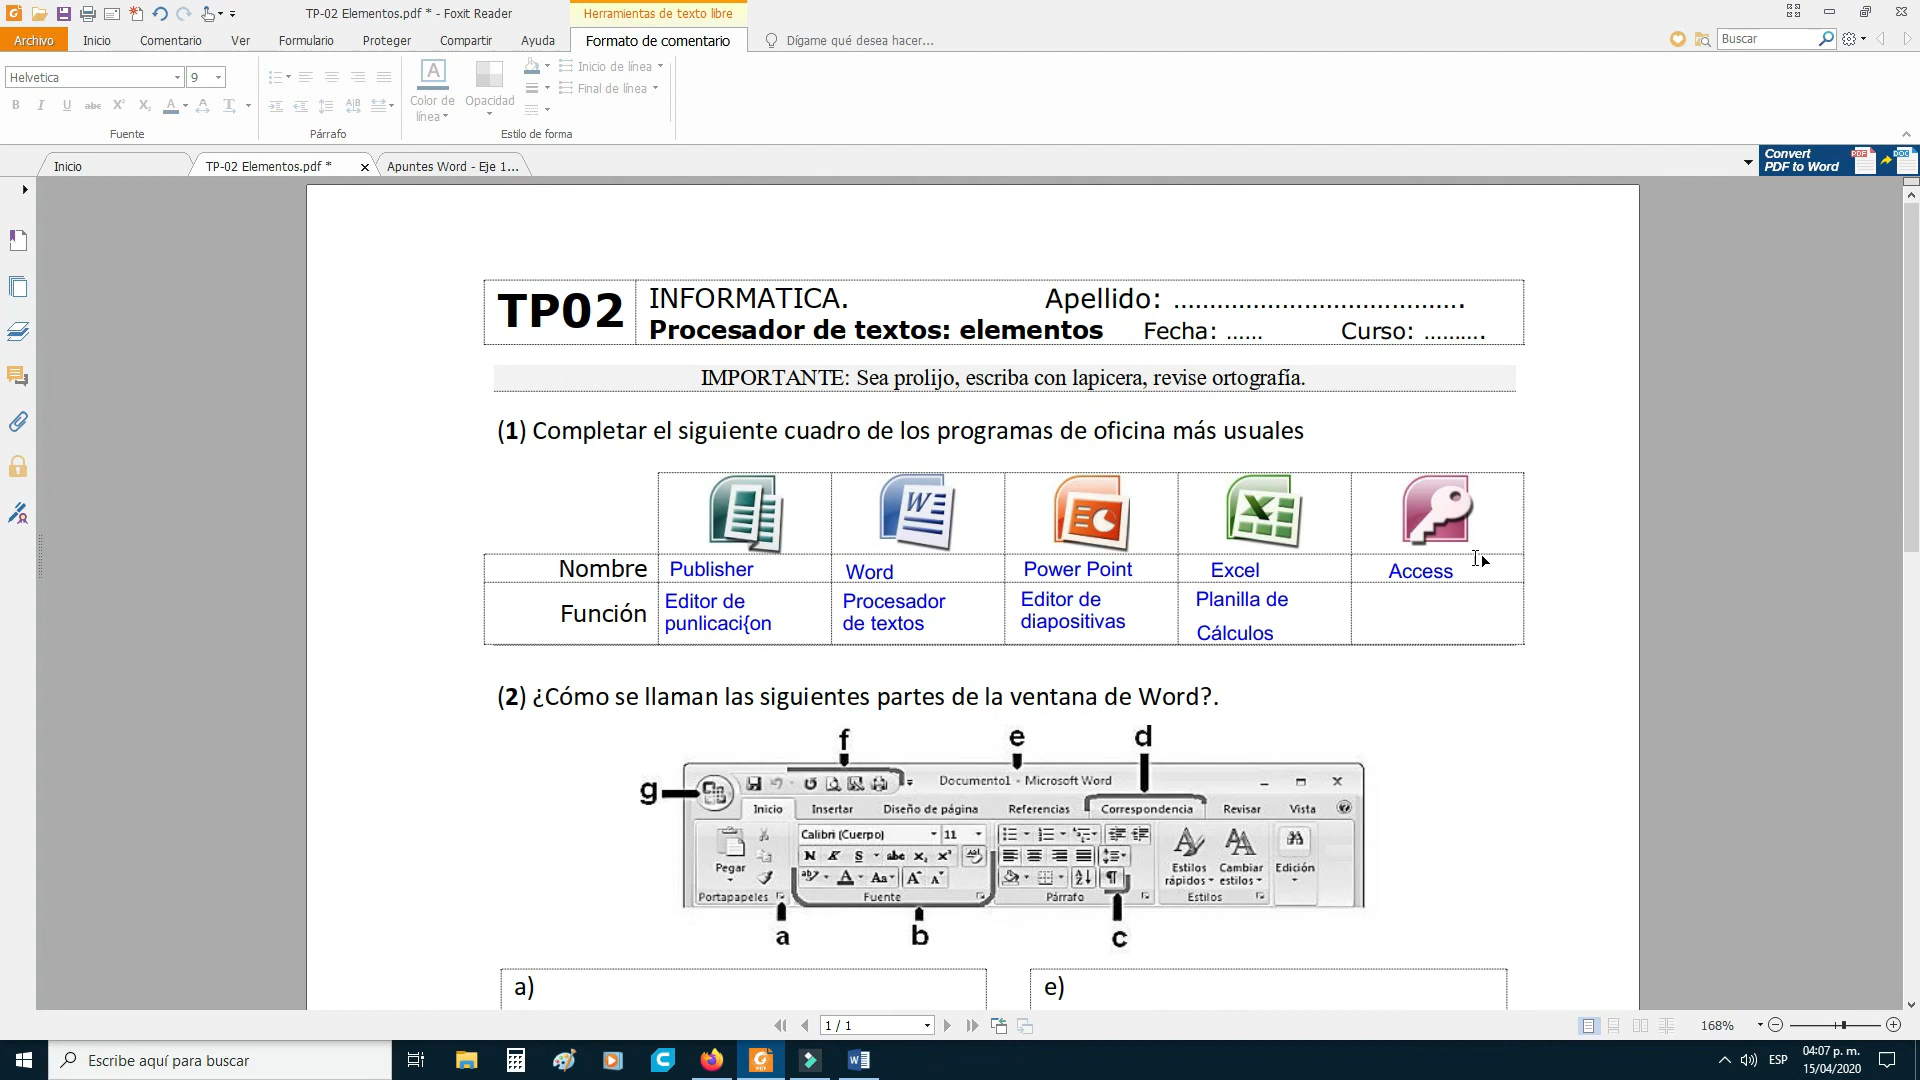 TP-02 Elementos.pdf * - Foxit Reader
Herramientas de texto libre
Archivo Inicio Comentario Ver Formulario Proteger Compartir Ayuda Formato de comentario Dígame qué desea hacer... Buscar
Helvetica 9
Inicio de línea
Final de línea
Color de línea
Opacidad
Fuente Párrafo Estilo de forma
Inicio TP-02 Elementos.pdf * Apuntes Word - Eje 1...
Convert
PDF to Word
TP02
INFORMATICA. Apellido: ........................................
Procesador de textos: elementos Fecha: ...... Curso: ..........
IMPORTANTE: Sea prolijo, escriba con lapicera, revise ortografía.
(1) Completar el siguiente cuadro de los programas de oficina más usuales
Nombre Publisher Word Power Point Excel Access
Función
Editor de
punlicaci{on
Procesador
de textos
Editor de
diapositivas
Planilla de
Cálculos
(2) ¿Cómo se llaman las siguientes partes de la ventana de Word?.
f e d
g
Documento1 - Microsoft Word
Inicio Insertar Diseño de página Referencias Correspondencia Revisar Vista
Calibri (Cuerpo) 11
Pegar
Estilos rápidos
Cambiar estilos
Edición
Portapapeles Fuente Párrafo Estilos
a b c
a) e)
1 / 1
168%
Escribe aquí para buscar
ESP
04:07 p. m.
15/04/2020